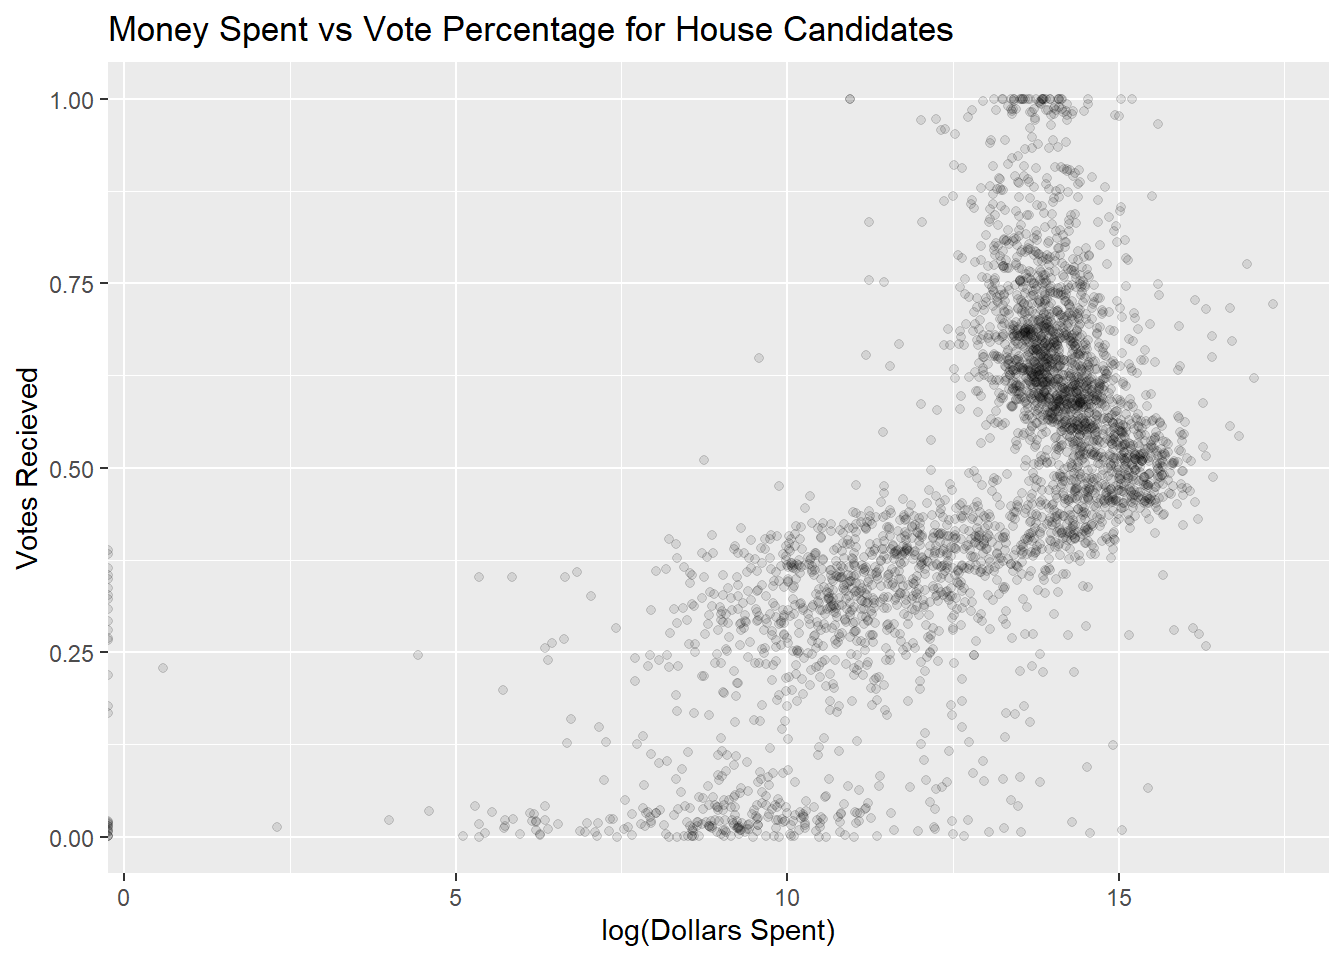 Money Spent vs Vote Percentage for House Candidates
1.00
0.75
0.50
0.25
0.00
Votes Recieved
0 5 10 15
log(Dollars Spent)